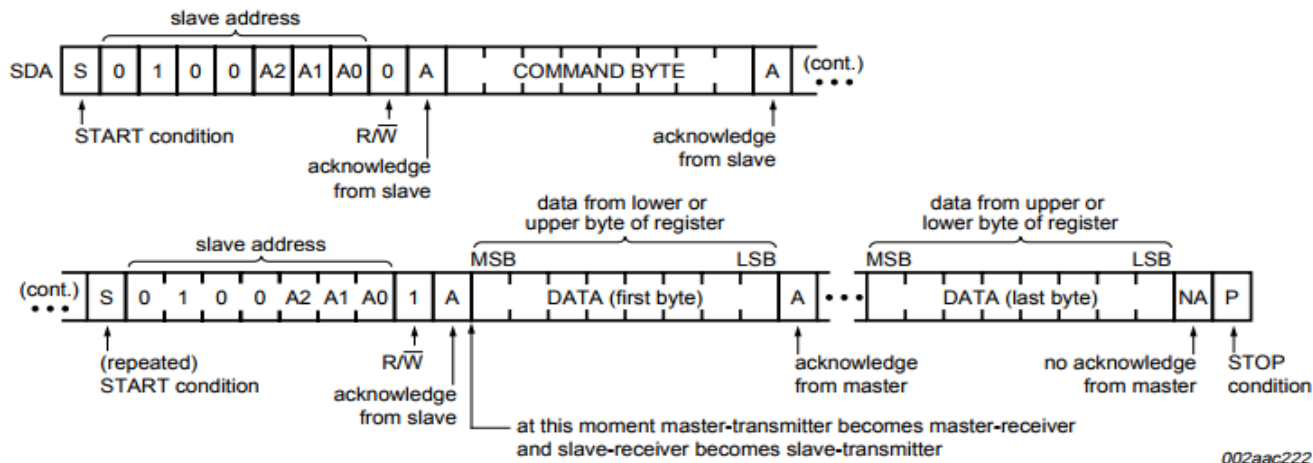 slave address
SDA S 0 1 0 0 A2 A1 A0 0 A COMMAND BYTE A (cont.)
START condition R/W̅ acknowledge from slave acknowledge from slave
data from lower or upper byte of register data from upper or lower byte of register
slave address MSB LSB MSB LSB
(cont.) S 0 1 0 0 A2 A1 A0 1 A DATA (first byte) A DATA (last byte) NA P
(repeated) START condition R/W̅ acknowledge from slave acknowledge from master no acknowledge from master STOP condition
at this moment master-transmitter becomes master-receiver
and slave-receiver becomes slave-transmitter
002aac222